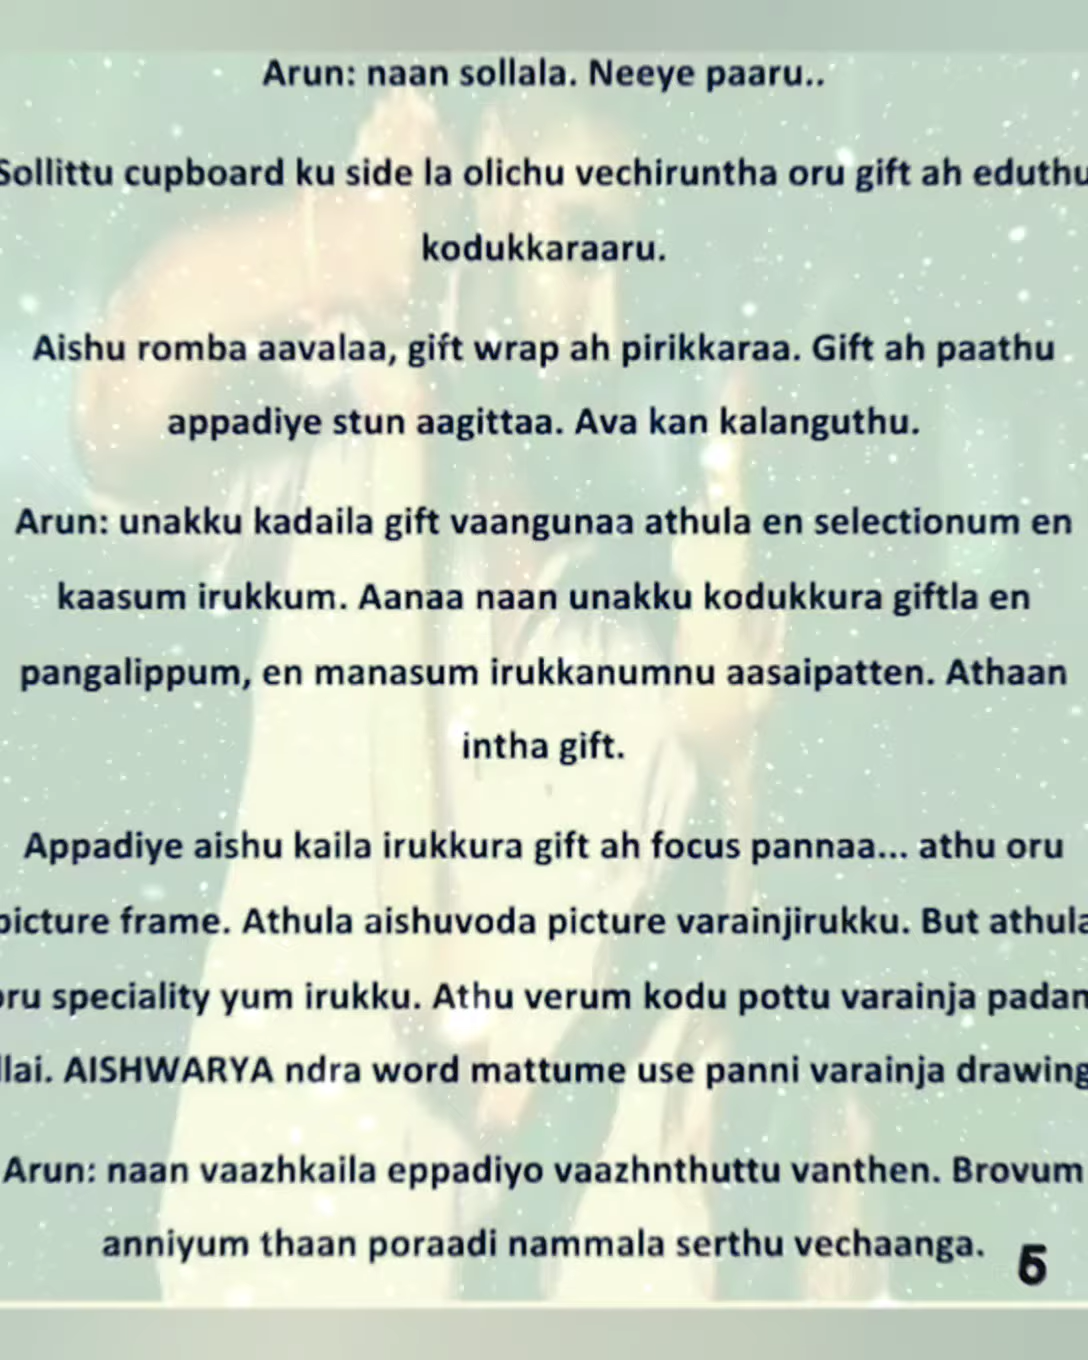 Arun: naan sollala. Neeye paaru..
Sollittu cupboard ku side la olichu vechiruntha oru gift ah eduthu
kodukkaraaru.
Aishu romba aavalaa, gift wrap ah pirikkaraa. Gift ah paathu
appadiye stun aagittaa. Ava kan kalanguthu.
Arun: unakku kadaila gift vaangunaa athula en selectionum en
kaasum irukkum. Aanaa naan unakku kodukkura giftla en
pangalippum, en manasum irukkanumnu aasaipatten. Athaan
intha gift.
Appadiye aishu kaila irukkura gift ah focus pannaa... athu oru
picture frame. Athula aishuvoda picture varainjirukku. But athula
oru speciality yum irukku. Athu verum kodu pottu varainja padam
llai. AISHWARYA ndra word mattume use panni varainja drawing
Arun: naan vaazhkaila eppadiyo vaazhnthuttu vanthen. Brovum
anniyum thaan poraadi nammala serthu vechaanga.
5